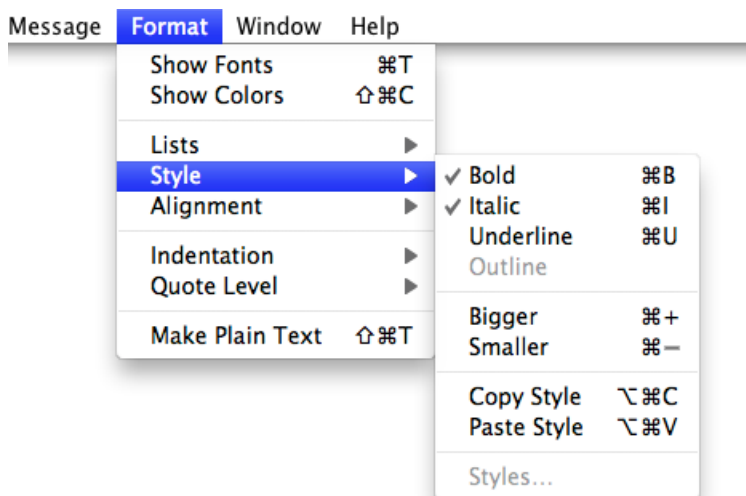 Message Format Window Help
Show Fonts ⌘T
Show Colors ⇧⌘C
Lists ▶
Style ▶
Alignment ▶
Indentation ▶
Quote Level ▶
Make Plain Text ⇧⌘T
✓ Bold ⌘B
✓ Italic ⌘I
Underline ⌘U
Outline
Bigger ⌘+
Smaller ⌘−
Copy Style ⌥⌘C
Paste Style ⌥⌘V
Styles...